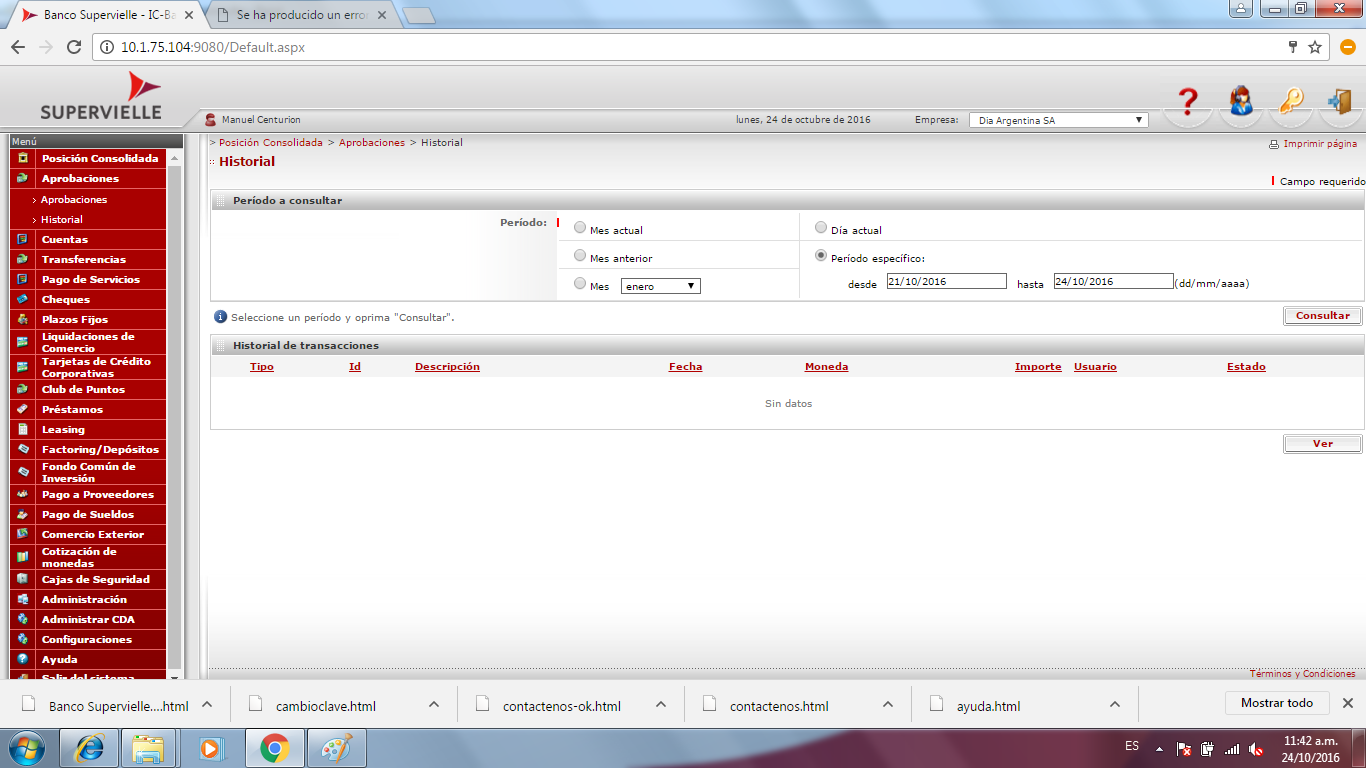 Banco Supervielle - IC-Ba
Se ha producido un erro
10.1.75.104:9080/Default.aspx
SUPERVIELLE
Manuel Centurion
lunes, 24 de octubre de 2016
Empresa:
Dia Argentina SA
Menú
Posición Consolidada
Aprobaciones
Aprobaciones
Historial
Cuentas
Transferencias
Pago de Servicios
Cheques
Plazos Fijos
Liquidaciones de
Comercio
Tarjetas de Crédito
Corporativas
Club de Puntos
Préstamos
Leasing
Factoring/Depósitos
Fondo Común de
Inversión
Pago a Proveedores
Pago de Sueldos
Comercio Exterior
Cotización de
monedas
Cajas de Seguridad
Administración
Administrar CDA
Configuraciones
Ayuda
Salir del sistema
> Posición Consolidada > Aprobaciones > Historial
Imprimir página
Historial
Campo requerido
Período a consultar
Período:
Mes actual
Día actual
Mes anterior
Período específico:
Mes enero
desde 21/10/2016 hasta 24/10/2016 (dd/mm/aaaa)
Seleccione un período y oprima "Consultar".
Consultar
Historial de transacciones
Tipo Id Descripción Fecha Moneda Importe Usuario Estado
Sin datos
Ver
Términos y Condiciones
Banco Supervielle....html
cambioclave.html
contactenos-ok.html
contactenos.html
ayuda.html
Mostrar todo
ES
11:42 a.m.
24/10/2016